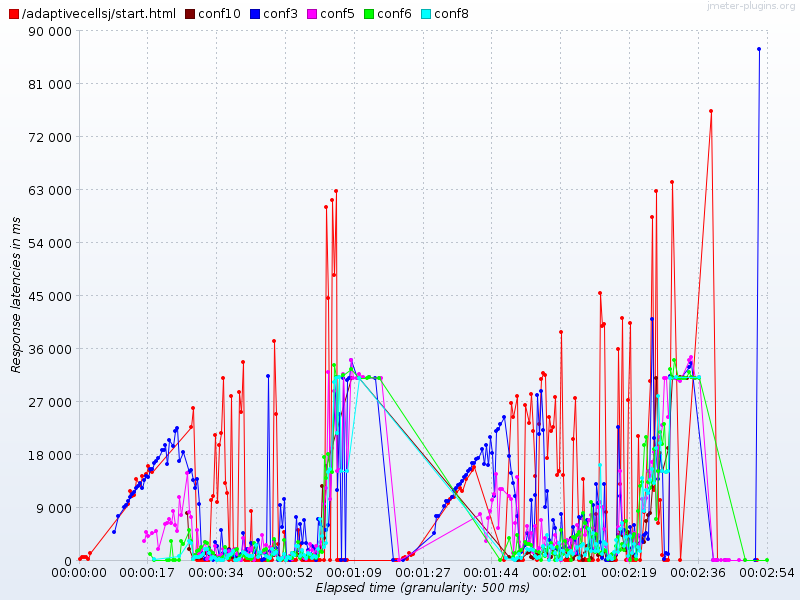 /adaptivecellsj/start.html conf10 conf3 conf5 conf6 conf8
jmeter-plugins.org
90 000
81 000
72 000
63 000
54 000
45 000
36 000
27 000
18 000
9 000
0
Response latencies in ms
00:00:00 00:00:17 00:00:34 00:00:52 00:01:09 00:01:27 00:01:44 00:02:01 00:02:19 00:02:36 00:02:54
Elapsed time (granularity: 500 ms)